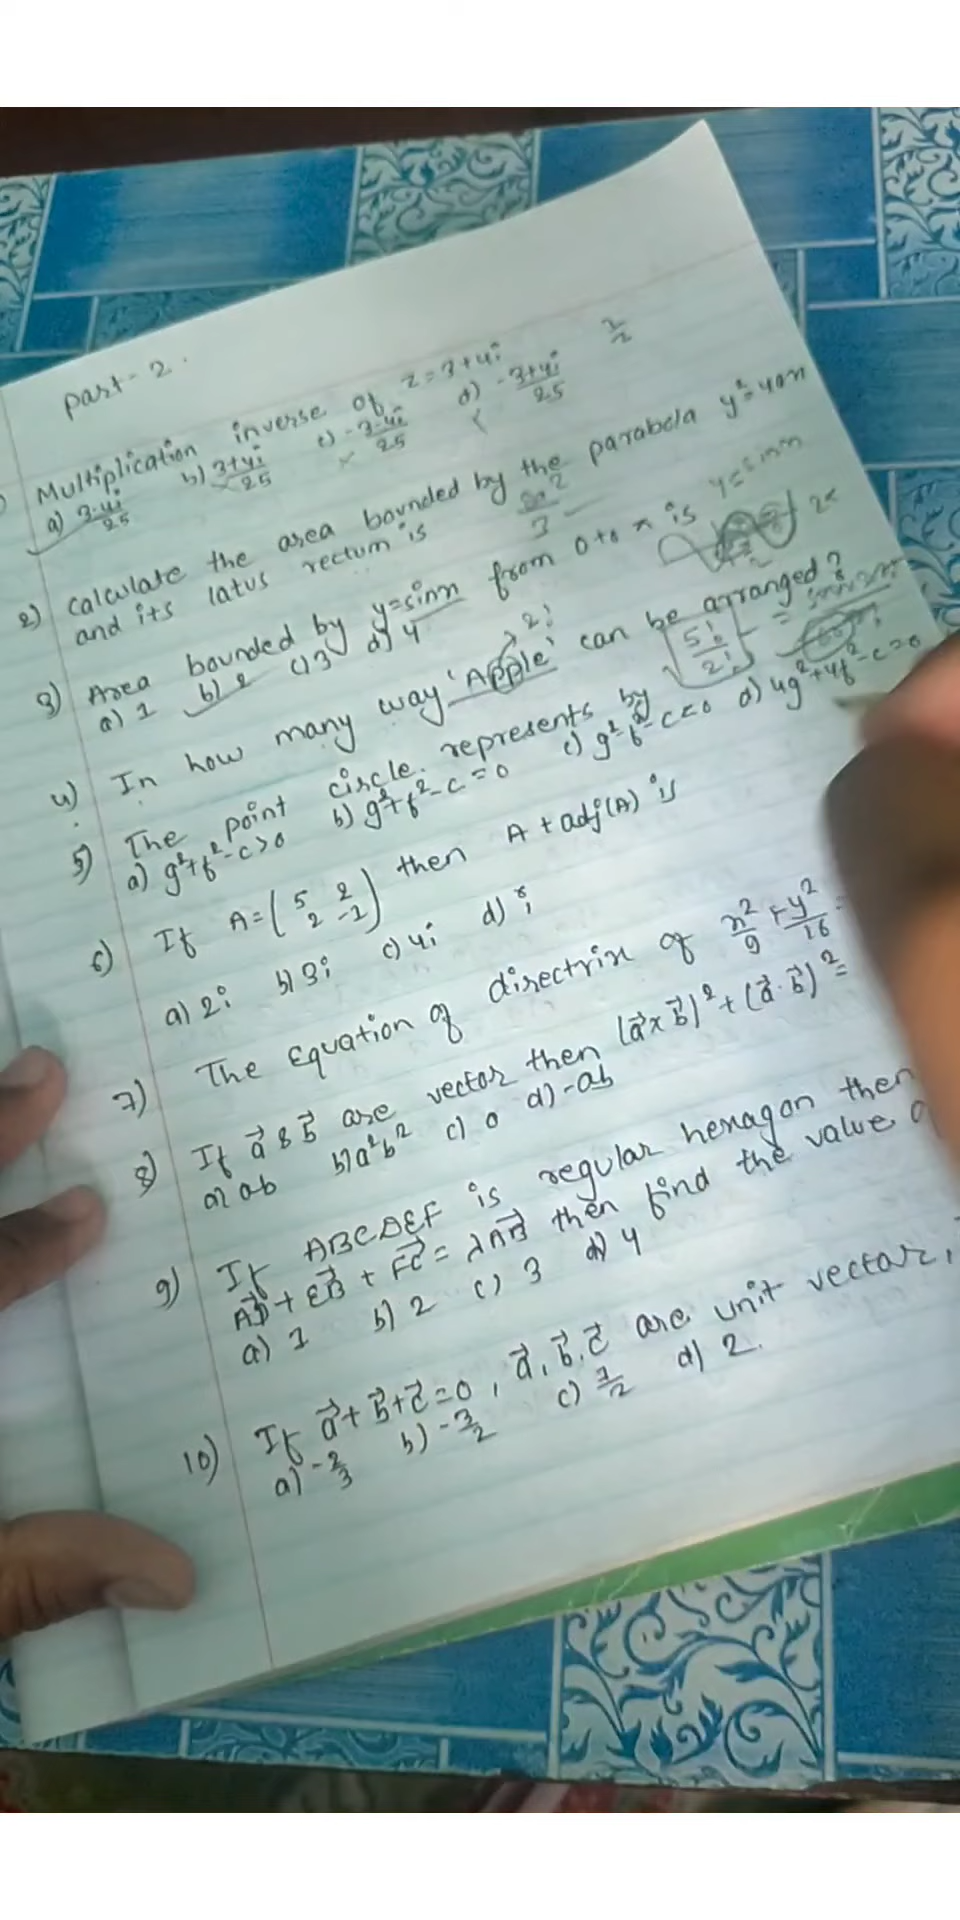 part-2.
Multiplication inverse of z=3+4i
a) 3-4i/25 b) 3+4i/25 c) -3-4i/25 d) -3+4i/25
2) Calculate the area bounded by the parabola y²=4ax
and its latus rectum is 8a²/3
3) Area bounded by y=sinx from 0 to π is
a) 1 b) 2 c) 3 d) 4
y=sinx
4) In how many way 'Apple' can be arranged?
2!
5!/2!
5) The point circle represents by
a) g²+f²-c>0 b) g²+f²-c=0 c) g²-f²-c<0 d) 4g²+4f²-c=0
6) If A=(5 2 2 -1) then A+adj(A) is
a) 2i b) 3i c) 4i d) i
7) The Equation of directrix of x²/9+y²/16=
8) If a⃗ & b⃗ are vector then (a⃗×b⃗)²+(a⃗.b⃗)²=
a) ab b) a²b² c) 0 d) -ab
9) If ABCDEF is regular hexagon then
AD⃗+EB⃗+FC⃗=λAB⃗ then find the value
a) 1 b) 2 c) 3 d) 4
10) If a⃗+b⃗+c⃗=0, a⃗,b⃗,c⃗ are unit vector,
a) -2/3 b) -3/2 c) 3/2 d) 2.